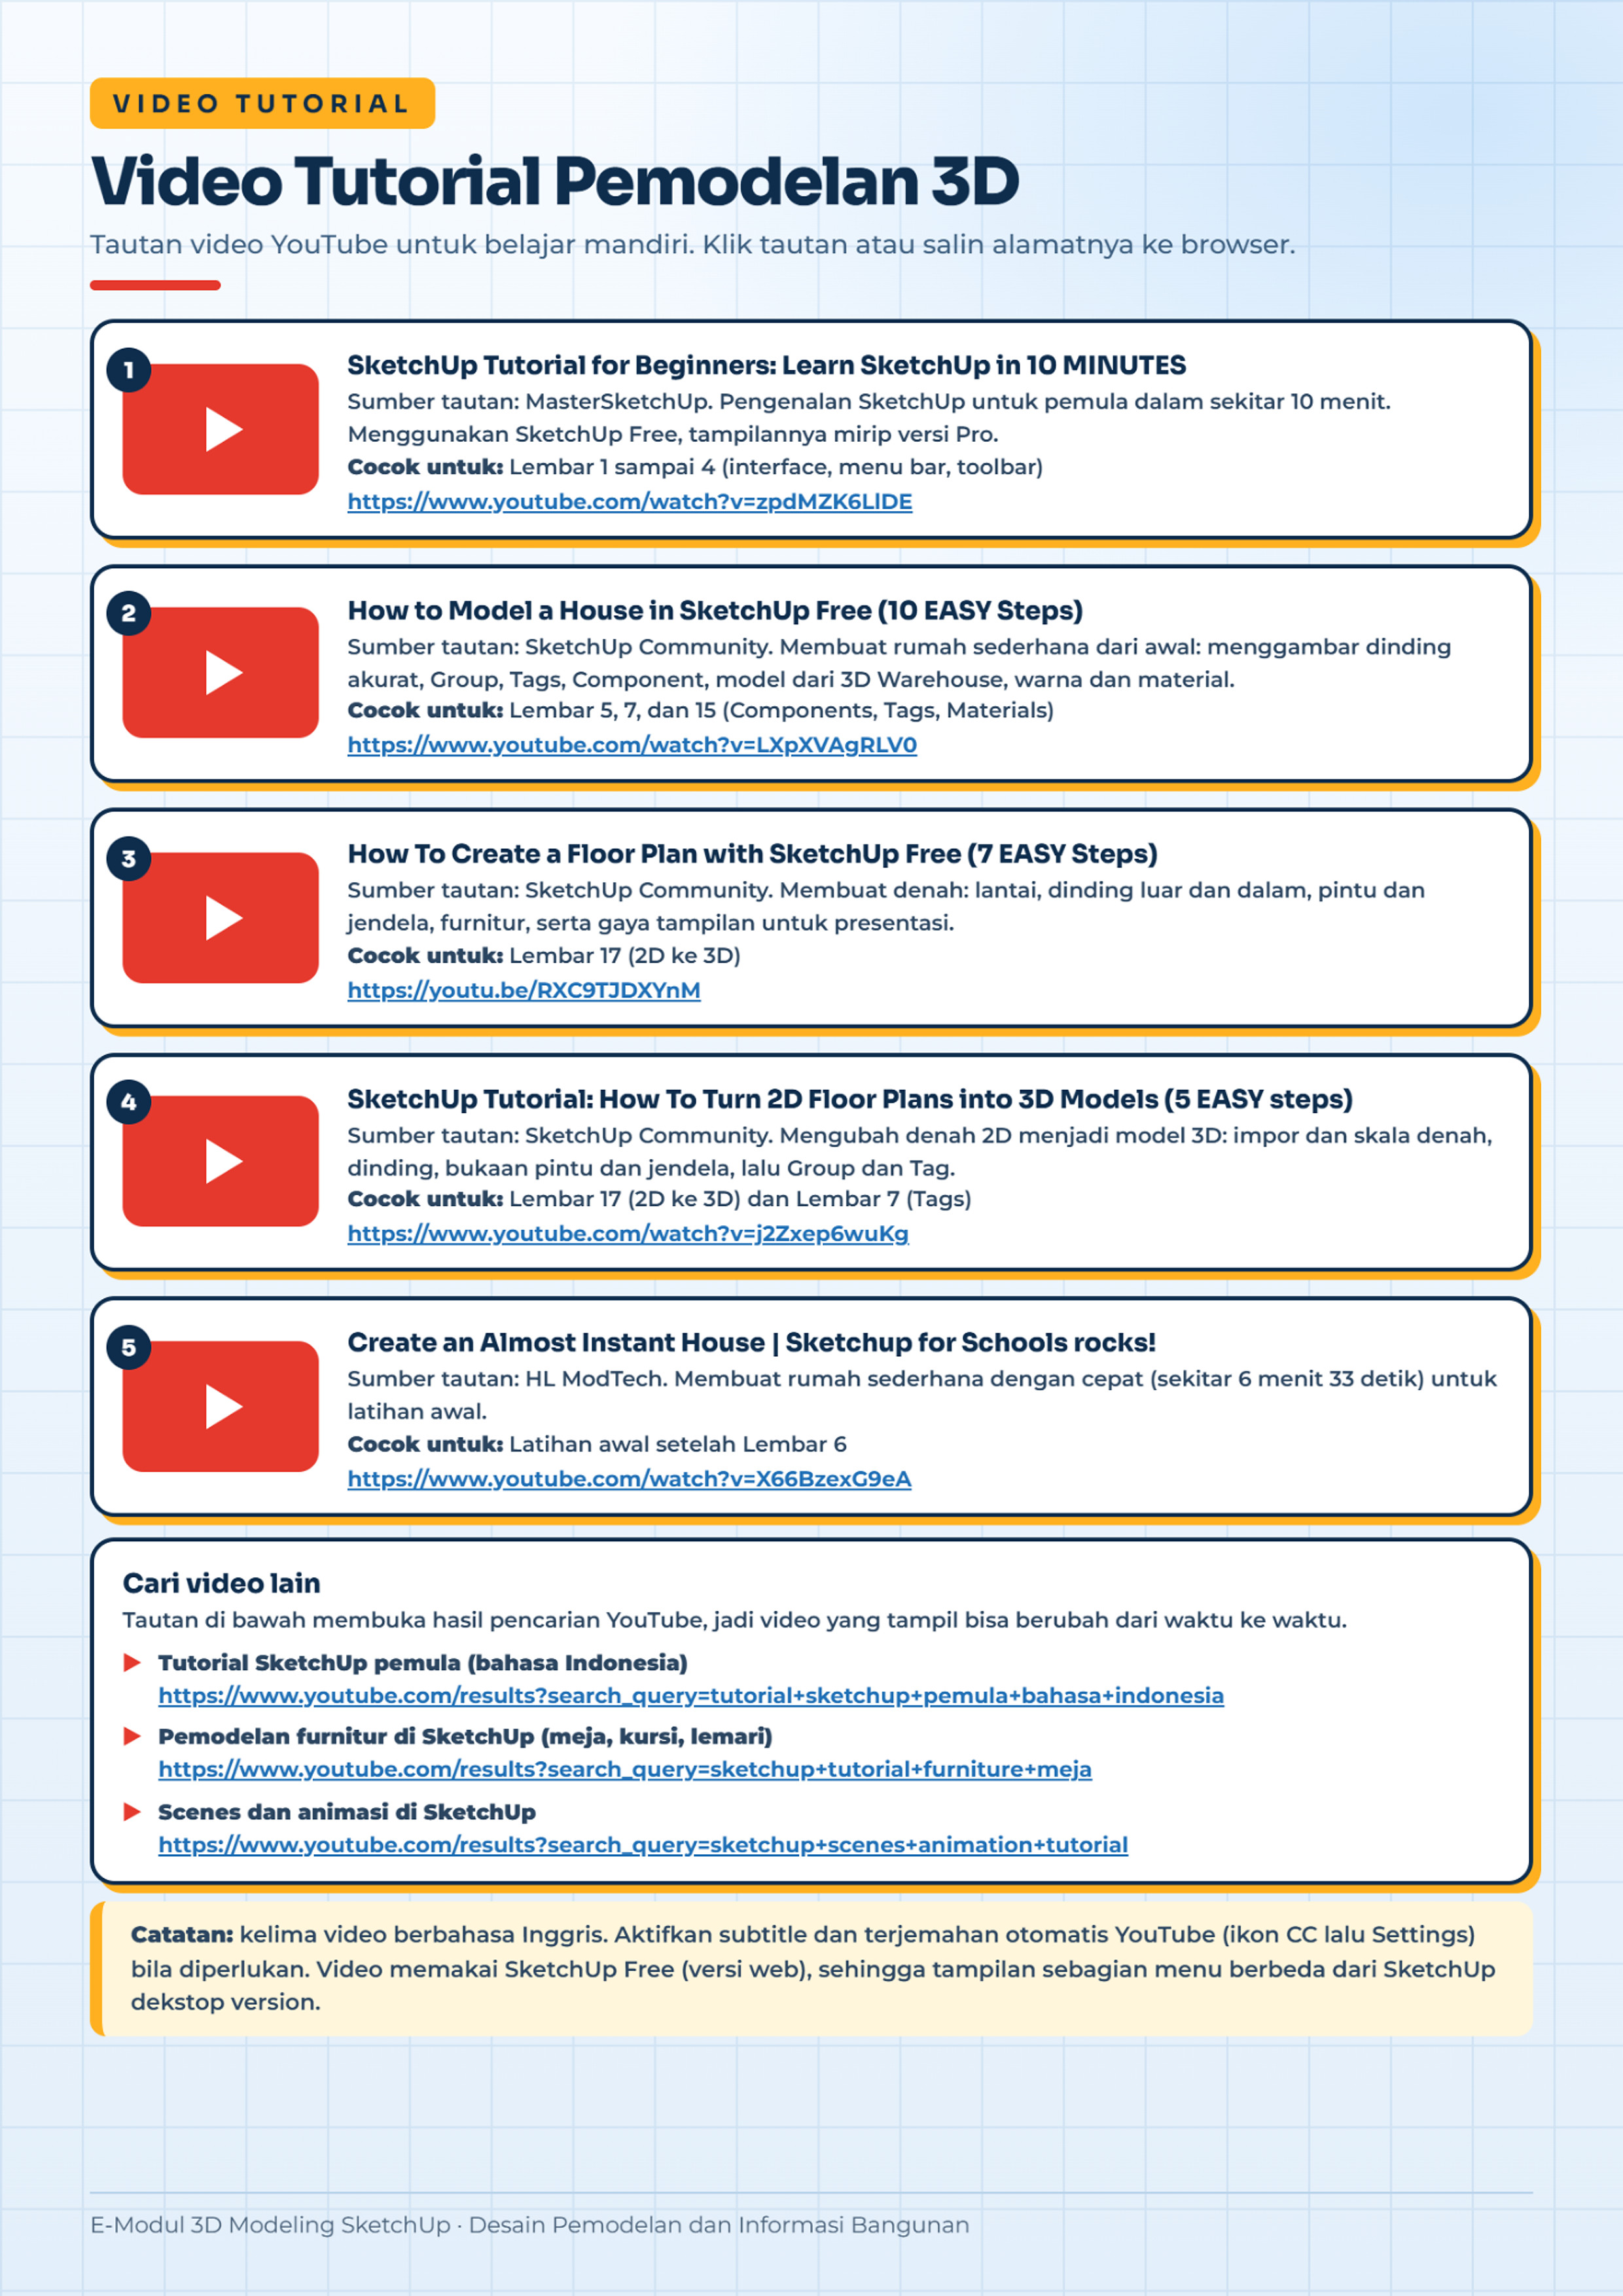 VIDEO TUTORIAL
Video Tutorial Pemodelan 3D
Tautan video YouTube untuk belajar mandiri. Klik tautan atau salin alamatnya ke browser.
1
SketchUp Tutorial for Beginners: Learn SketchUp in 10 MINUTES
Sumber tautan: MasterSketchUp. Pengenalan SketchUp untuk pemula dalam sekitar 10 menit.
Menggunakan SketchUp Free, tampilannya mirip versi Pro.
Cocok untuk: Lembar 1 sampai 4 (interface, menu bar, toolbar)
https://www.youtube.com/watch?v=zpdMZK6LlDE
2
How to Model a House in SketchUp Free (10 EASY Steps)
Sumber tautan: SketchUp Community. Membuat rumah sederhana dari awal: menggambar dinding
akurat, Group, Tags, Component, model dari 3D Warehouse, warna dan material.
Cocok untuk: Lembar 5, 7, dan 15 (Components, Tags, Materials)
https://www.youtube.com/watch?v=LXpXVAgRLV0
3
How To Create a Floor Plan with SketchUp Free (7 EASY Steps)
Sumber tautan: SketchUp Community. Membuat denah: lantai, dinding luar dan dalam, pintu dan
jendela, furnitur, serta gaya tampilan untuk presentasi.
Cocok untuk: Lembar 17 (2D ke 3D)
https://youtu.be/RXC9TJDXYnM
4
SketchUp Tutorial: How To Turn 2D Floor Plans into 3D Models (5 EASY steps)
Sumber tautan: SketchUp Community. Mengubah denah 2D menjadi model 3D: impor dan skala denah,
dinding, bukaan pintu dan jendela, lalu Group dan Tag.
Cocok untuk: Lembar 17 (2D ke 3D) dan Lembar 7 (Tags)
https://www.youtube.com/watch?v=j2Zxep6wuKg
5
Create an Almost Instant House | Sketchup for Schools rocks!
Sumber tautan: HL ModTech. Membuat rumah sederhana dengan cepat (sekitar 6 menit 33 detik) untuk
latihan awal.
Cocok untuk: Latihan awal setelah Lembar 6
https://www.youtube.com/watch?v=X66BzexG9eA
Cari video lain
Tautan di bawah membuka hasil pencarian YouTube, jadi video yang tampil bisa berubah dari waktu ke waktu.
Tutorial SketchUp pemula (bahasa Indonesia)
https://www.youtube.com/results?search_query=tutorial+sketchup+pemula+bahasa+indonesia
Pemodelan furnitur di SketchUp (meja, kursi, lemari)
https://www.youtube.com/results?search_query=sketchup+tutorial+furniture+meja
Scenes dan animasi di SketchUp
https://www.youtube.com/results?search_query=sketchup+scenes+animation+tutorial
Catatan: kelima video berbahasa Inggris. Aktifkan subtitle dan terjemahan otomatis YouTube (ikon CC lalu Settings)
bila diperlukan. Video memakai SketchUp Free (versi web), sehingga tampilan sebagian menu berbeda dari SketchUp
dekstop version.
E-Modul 3D Modeling SketchUp · Desain Pemodelan dan Informasi Bangunan